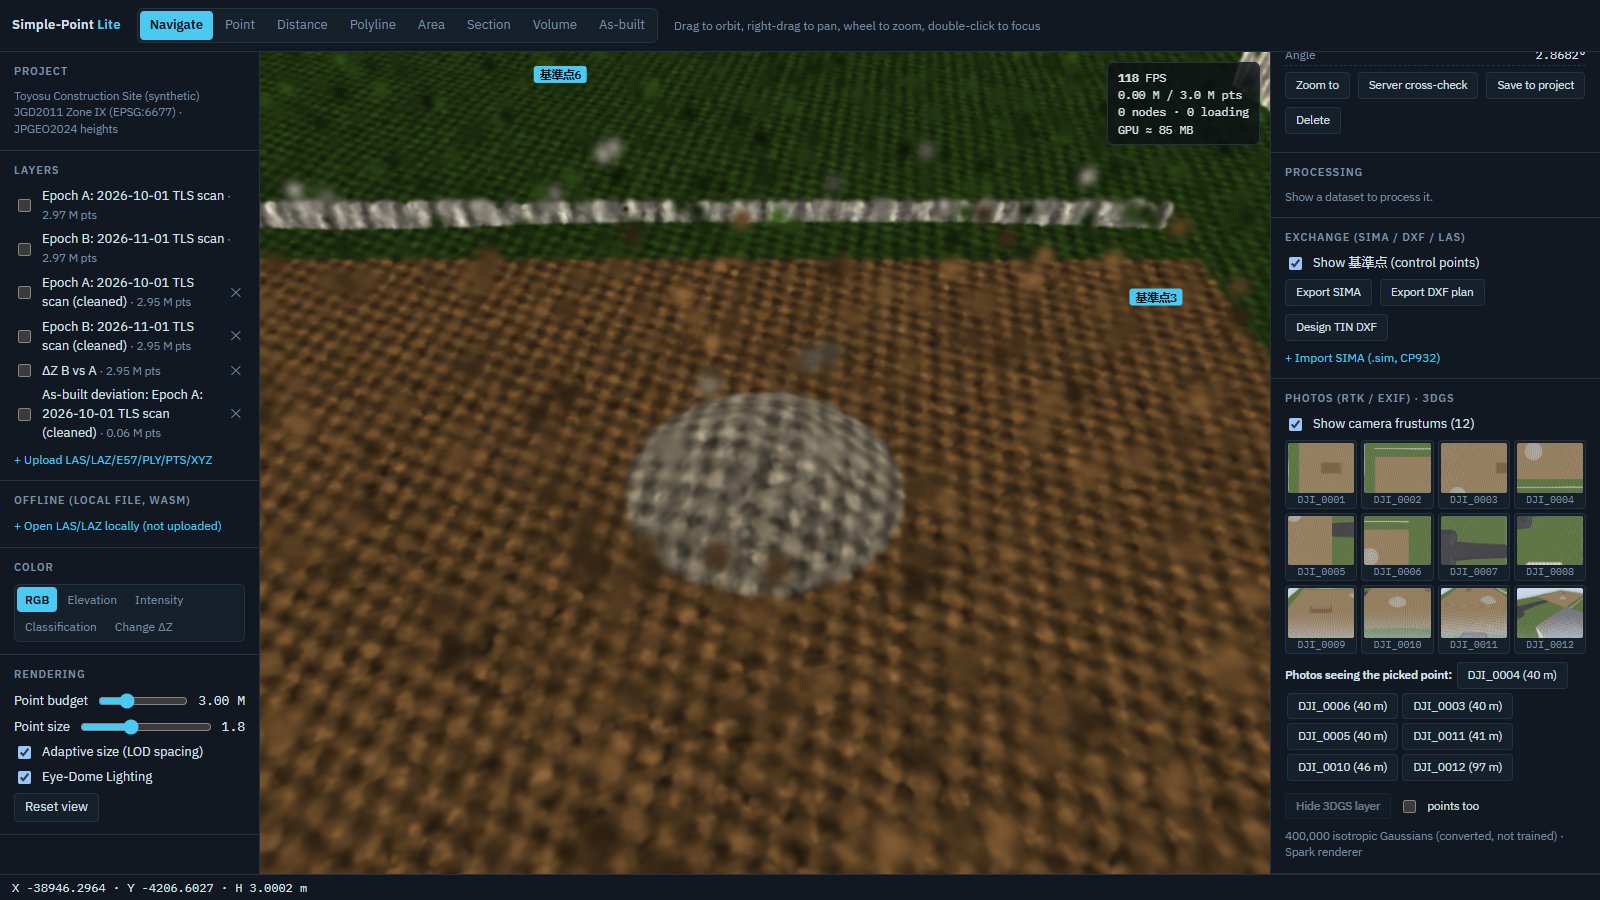 Simple-Point Lite
Navigate Point Distance Polyline Area Section Volume As-built
Drag to orbit, right-drag to pan, wheel to zoom, double-click to focus
PROJECT
Toyosu Construction Site (synthetic)
JGD2011 Zone IX (EPSG:6677) ·
JPGEO2024 heights
LAYERS
Epoch A: 2026-10-01 TLS scan ·
2.97 M pts
Epoch B: 2026-11-01 TLS scan ·
2.97 M pts
Epoch A: 2026-10-01 TLS
scan (cleaned) · 2.95 M pts
Epoch B: 2026-11-01 TLS
scan (cleaned) · 2.95 M pts
ΔZ B vs A · 2.95 M pts
As-built deviation: Epoch A:
2026-10-01 TLS scan
(cleaned) · 0.06 M pts
+ Upload LAS/LAZ/E57/PLY/PTS/XYZ
OFFLINE (LOCAL FILE, WASM)
+ Open LAS/LAZ locally (not uploaded)
COLOR
RGB Elevation Intensity
Classification Change ΔZ
RENDERING
Point budget 3.00 M
Point size 1.8
Adaptive size (LOD spacing)
Eye-Dome Lighting
Reset view
基準点6
基準点3
118 FPS
0.00 M / 3.0 M pts
0 nodes · 0 loading
GPU ≈ 85 MB
Angle 2.8682°
Zoom to Server cross-check Save to project
Delete
PROCESSING
Show a dataset to process it.
EXCHANGE (SIMA / DXF / LAS)
Show 基準点 (control points)
Export SIMA Export DXF plan
Design TIN DXF
+ Import SIMA (.sim, CP932)
PHOTOS (RTK / EXIF) · 3DGS
Show camera frustums (12)
DJI_0001 DJI_0002 DJI_0003 DJI_0004
DJI_0005 DJI_0006 DJI_0007 DJI_0008
DJI_0009 DJI_0010 DJI_0011 DJI_0012
Photos seeing the picked point: DJI_0004 (40 m)
DJI_0006 (40 m) DJI_0003 (40 m)
DJI_0005 (40 m) DJI_0011 (41 m)
DJI_0010 (46 m) DJI_0012 (97 m)
Hide 3DGS layer points too
400,000 isotropic Gaussians (converted, not trained) ·
Spark renderer
X -38946.2964 · Y -4206.6027 · H 3.0002 m